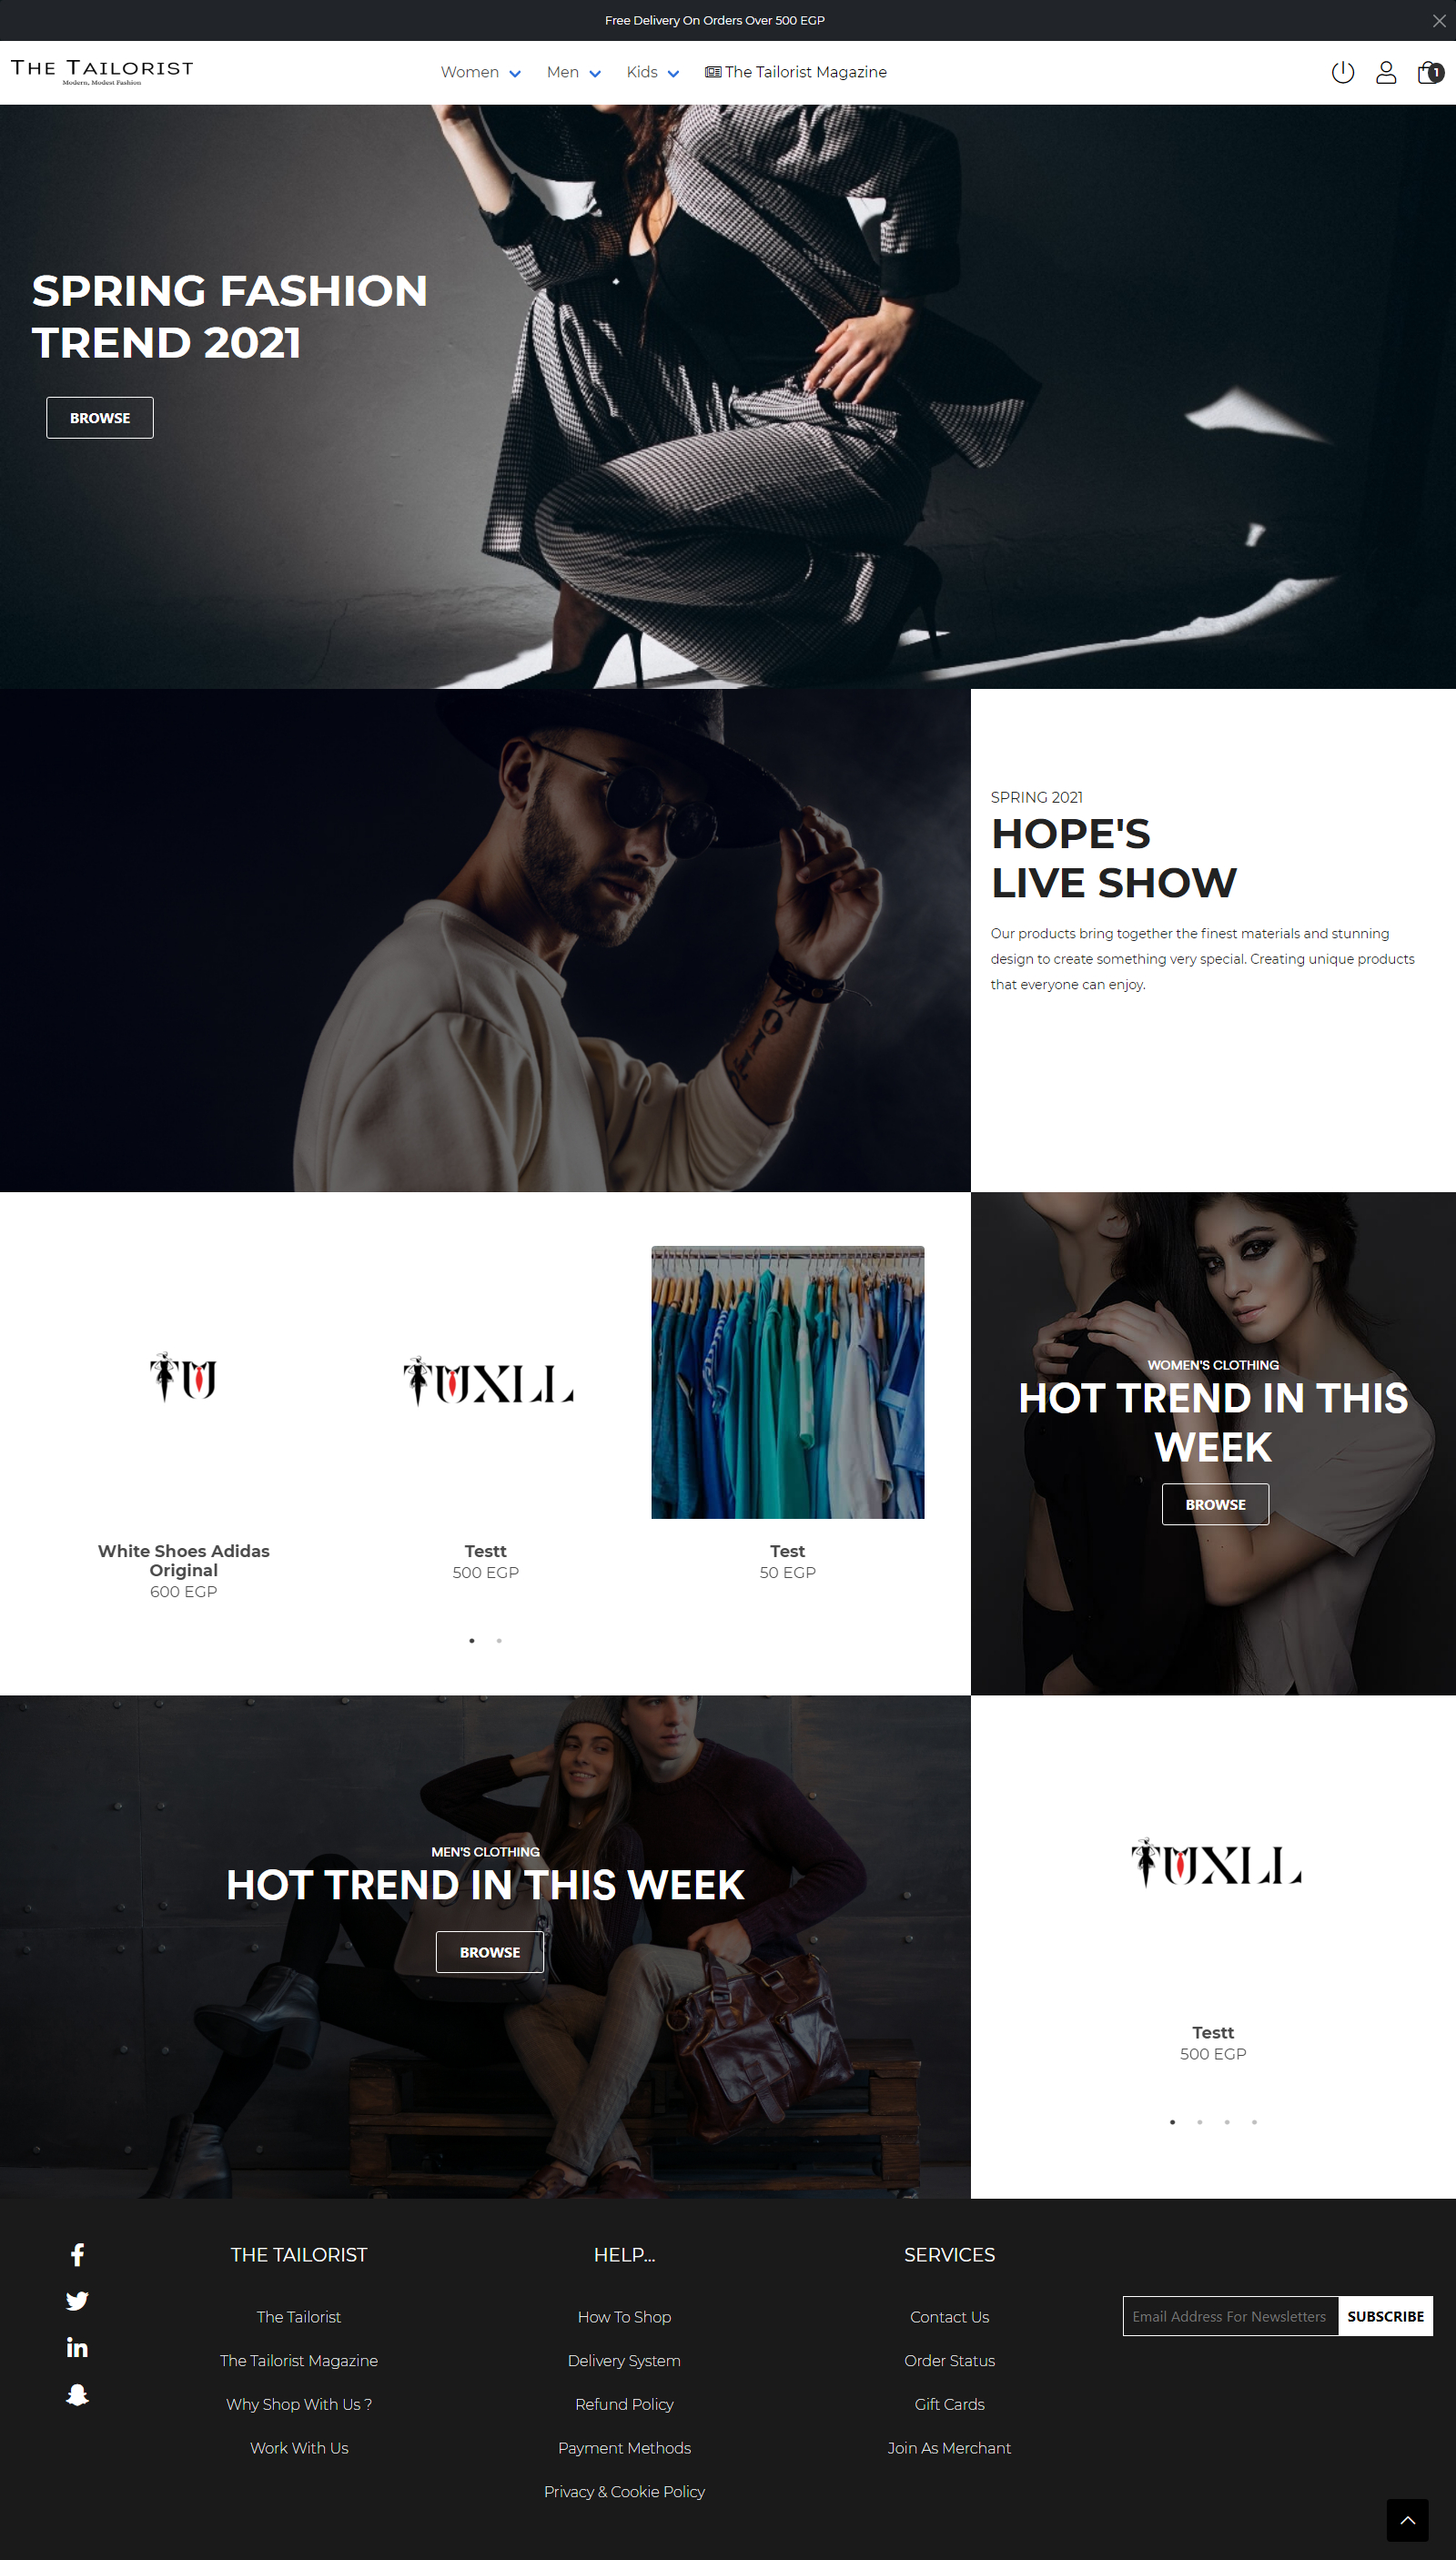 Free Delivery On Orders Over 500 EGP
THE TAILORIST
Modern, Modest Fashion
Women
Men
Kids
The Tailorist Magazine
1
SPRING FASHION
TREND 2021
BROWSE
SPRING 2021
HOPE'S
LIVE SHOW
Our products bring together the finest materials and stunning
design to create something very special. Creating unique products
that everyone can enjoy.
TU
TUXLL
White Shoes Adidas
Original
600 EGP
Testt
500 EGP
Test
50 EGP
WOMEN'S CLOTHING
HOT TREND IN THIS
WEEK
BROWSE
MEN'S CLOTHING
HOT TREND IN THIS WEEK
BROWSE
TUXLL
Testt
500 EGP
THE TAILORIST
The Tailorist
The Tailorist Magazine
Why Shop With Us ?
Work With Us
HELP...
How To Shop
Delivery System
Refund Policy
Payment Methods
Privacy & Cookie Policy
SERVICES
Contact Us
Order Status
Gift Cards
Join As Merchant
Email Address For Newsletters
SUBSCRIBE